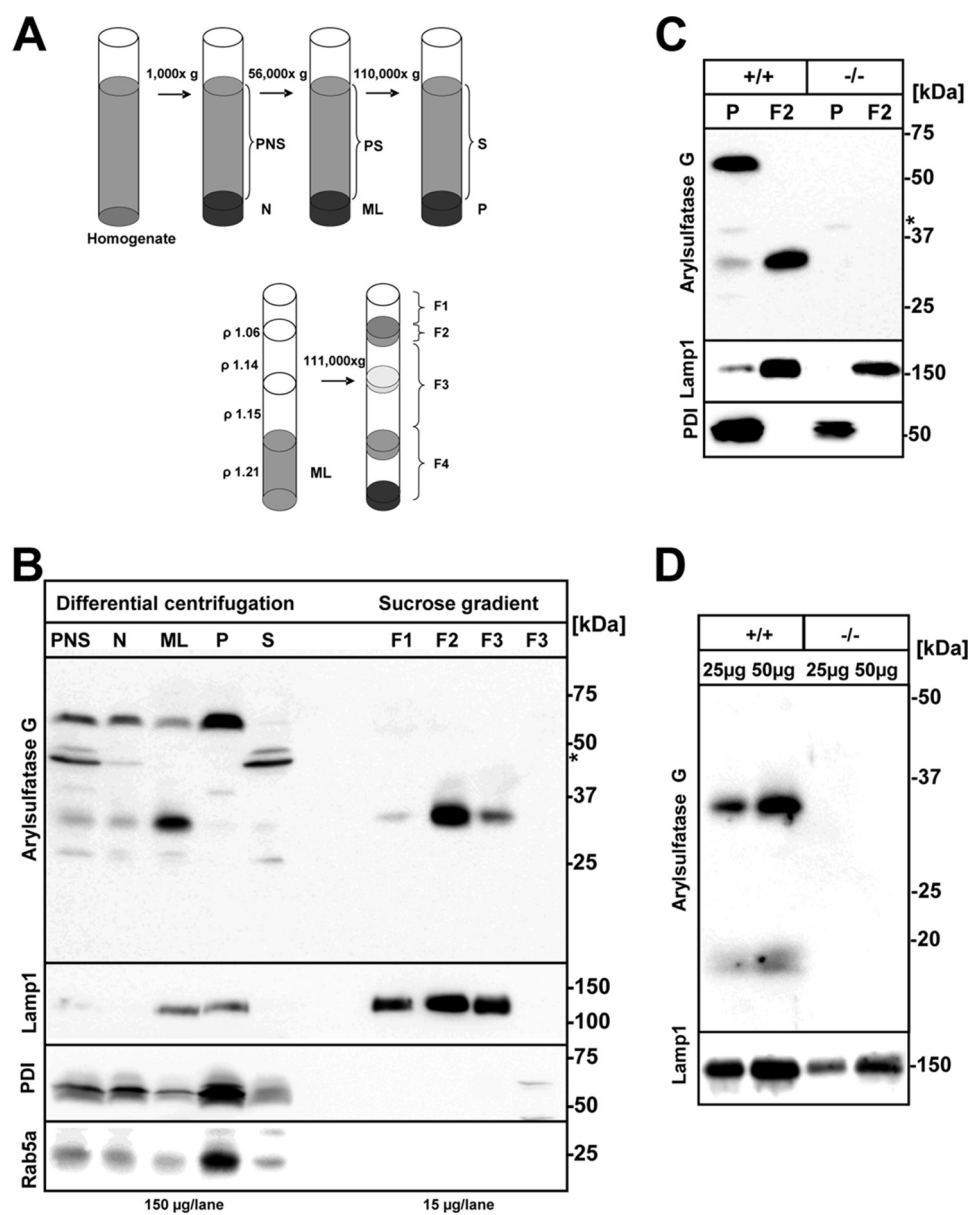 A
1,000x g
56,000x g
110,000x g
PNS
PS
S
N
ML
P
Homogenate
F1
F2
ρ 1.06
111,000xg
ρ 1.14
F3
ρ 1.15
F4
ρ 1.21
ML
C
+/+ -/-
[kDa]
P F2 P F2
Arylsulfatase G
-75
-50
*
-37
-25
Lamp1
-150
PDI
-50
B
Differential centrifugation Sucrose gradient
[kDa]
PNS N ML P S F1 F2 F3 F3
Arylsulfatase G
-75
-50
*
-37
-25
Lamp1
-150
-100
PDI
-75
-50
Rab5a
-25
150 µg/lane 15 µg/lane
D
+/+ -/-
[kDa]
25µg 50µg 25µg 50µg
Arylsulfatase G
-50
-37
-25
-20
Lamp1
-150